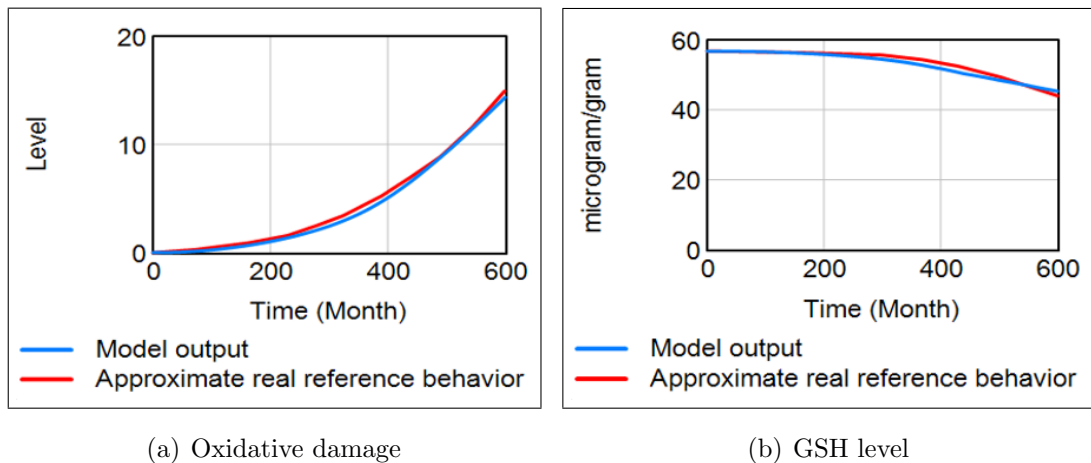 20
10
0
Level
0 200 400 600
Time (Month)
Model output
Approximate real reference behavior
(a) Oxidative damage
60
40
20
0
microgram/gram
0 200 400 600
Time (Month)
Model output
Approximate real reference behavior
(b) GSH level